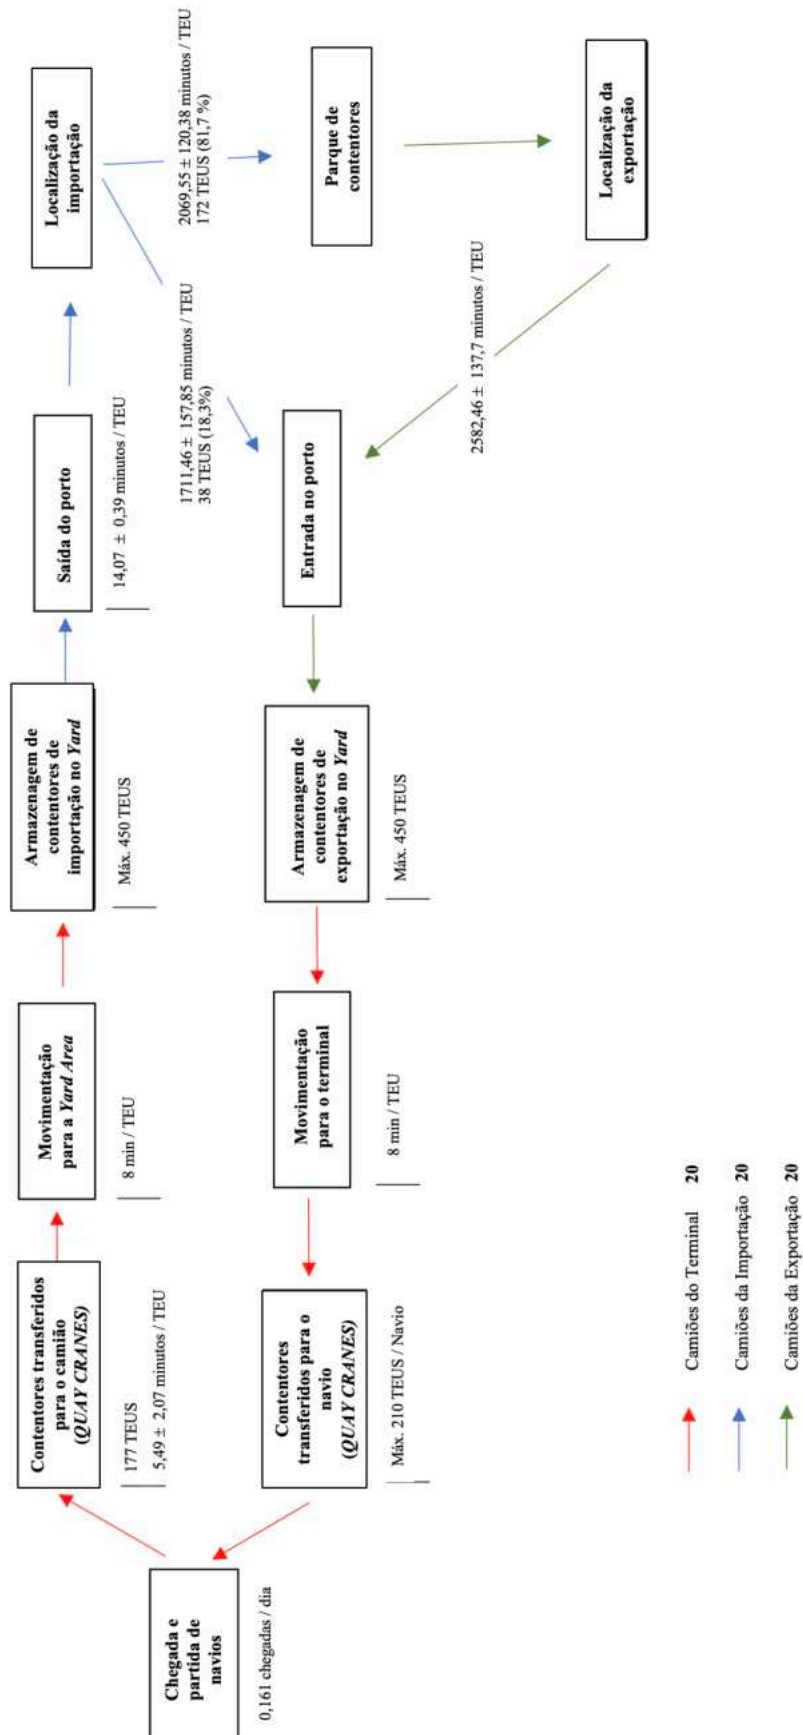 Chegada e
partida de
navios
0,161 chegadas / dia
Contentores transferidos
para o camião
(QUAY CRANES)
177 TEUS
5,49 ± 2,07 minutos / TEU
Movimentação
para a Yard Area
8 min / TEU
Armazenagem de
contentores de
importação no Yard
Máx. 450 TEUS
Saída do porto
14,07 ± 0,39 minutos / TEU
Localização da
importação
2069,55 ± 120,38 minutos / TEU
172 TEUS (81,7 %)
1711,46 ± 157,85 minutos / TEU
38 TEUS (18,3%)
Contentores
transferidos para o
navio
(QUAY CRANES)
Máx. 210 TEUS / Navio
Movimentação
para o terminal
8 min / TEU
Armazenagem de
contentores de
exportação no Yard
Máx. 450 TEUS
Entrada no porto
Parque de
contentores
2582,46 ± 137,7 minutos / TEU
Localização da
exportação
Camiões do Terminal 20
Camiões da Importação 20
Camiões da Exportação 20